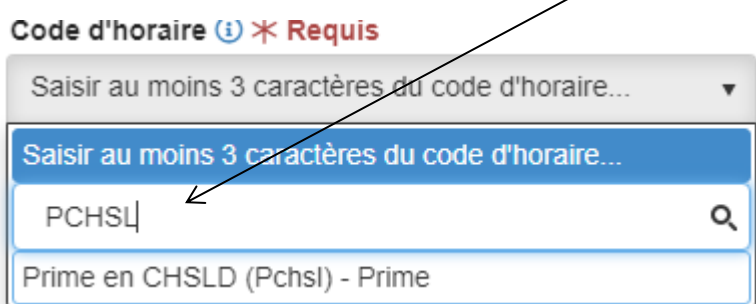 Code d'horaire (i) * Requis
Saisir au moins 3 caractères du code d'horaire...
Saisir au moins 3 caractères du code d'horaire...
PCHSL
Prime en CHSLD (Pchsl) - Prime